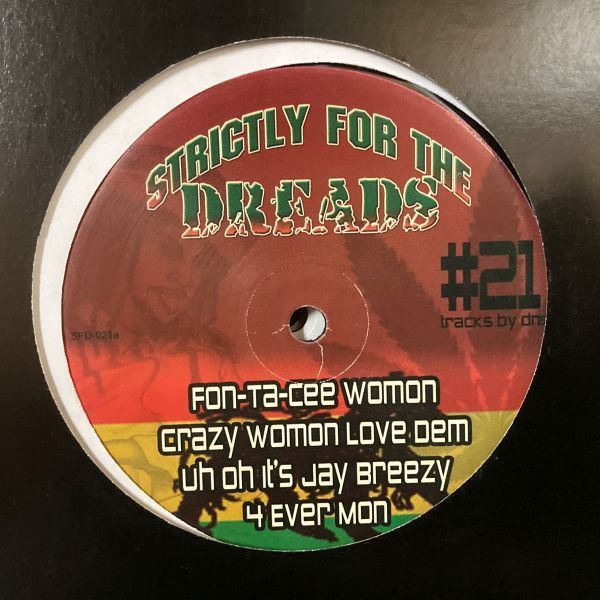 STRICTLY FOR THE
DREADS
#21
tracks by dns
SFD-021a
Fon-Ta-Cee Womon
Crazy Womon Love Dem
Uh Oh It's Jay Breezy
4 Ever Mon